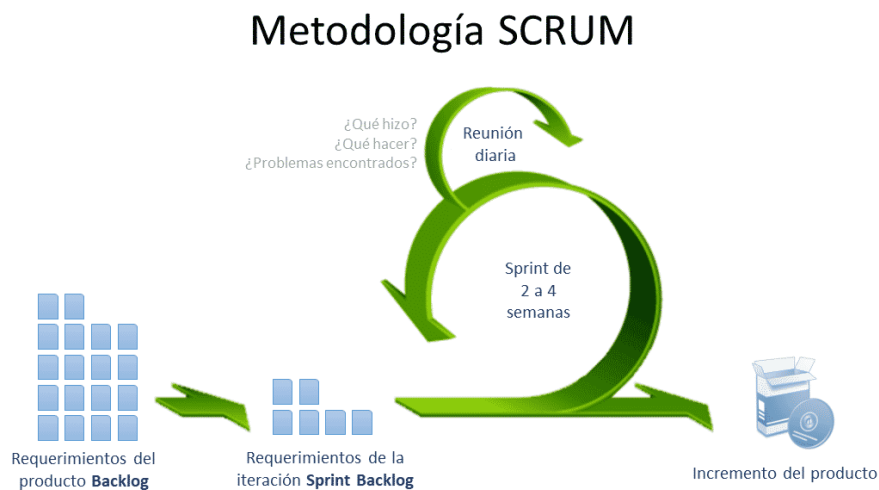 Metodología SCRUM
¿Qué hizo?
¿Qué hacer?
¿Problemas encontrados?
Reunión
diaria
Sprint de
2 a 4
semanas
Requerimientos del
producto Backlog
Requerimientos de la
iteración Sprint Backlog
Incremento del producto